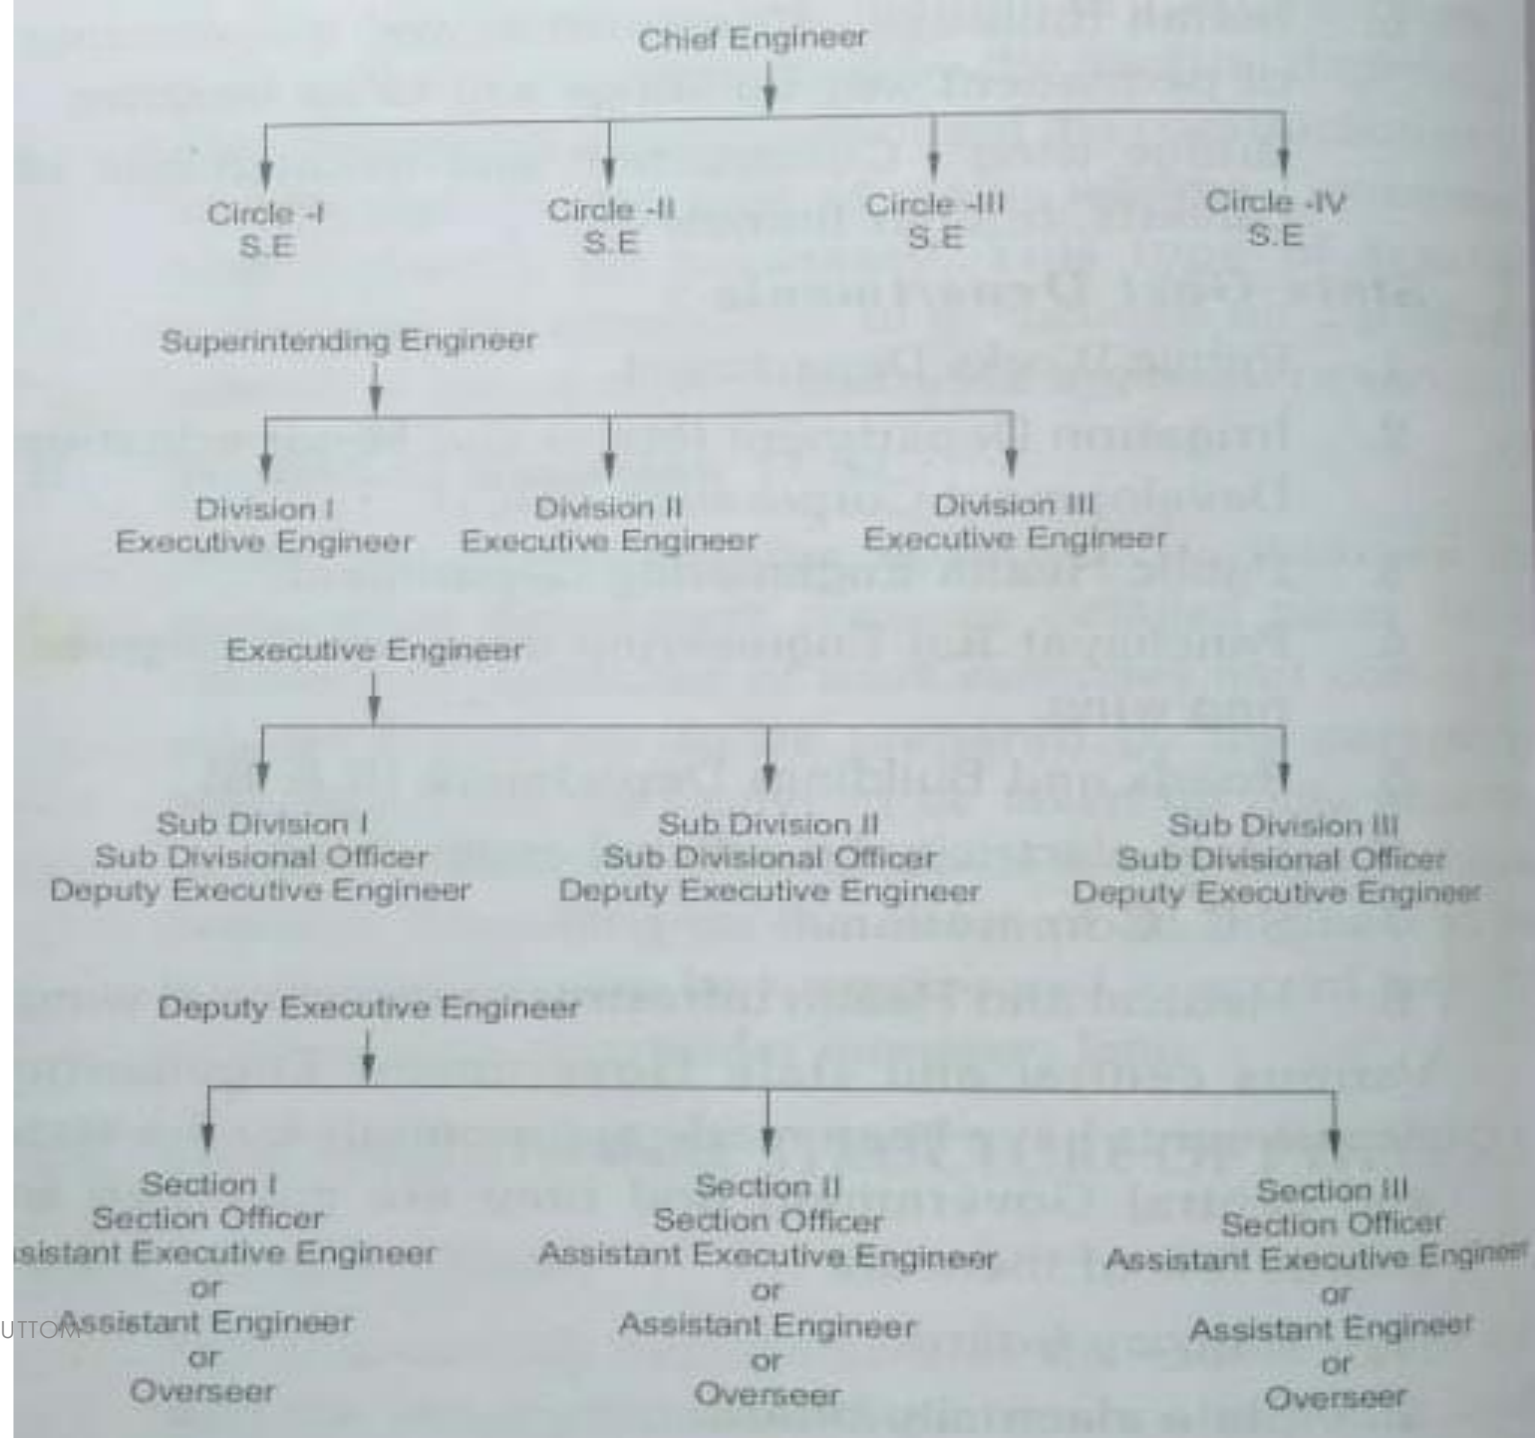 Chief Engineer
Circle -I
S.E
Circle -II
S.E
Circle -III
S.E
Circle -IV
S.E
Superintending Engineer
Division I
Executive Engineer
Division II
Executive Engineer
Division III
Executive Engineer
Executive Engineer
Sub Division I
Sub Divisional Officer
Deputy Executive Engineer
Sub Division II
Sub Divisional Officer
Deputy Executive Engineer
Sub Division III
Sub Divisional Officer
Deputy Executive Engineer
Deputy Executive Engineer
Section I
Section Officer
sistant Executive Engineer
or
Assistant Engineer
or
Overseer
Section II
Section Officer
Assistant Executive Engineer
or
Assistant Engineer
or
Overseer
Section III
Section Officer
Assistant Executive Engineer
or
Assistant Engineer
or
Overseer
UTTOM